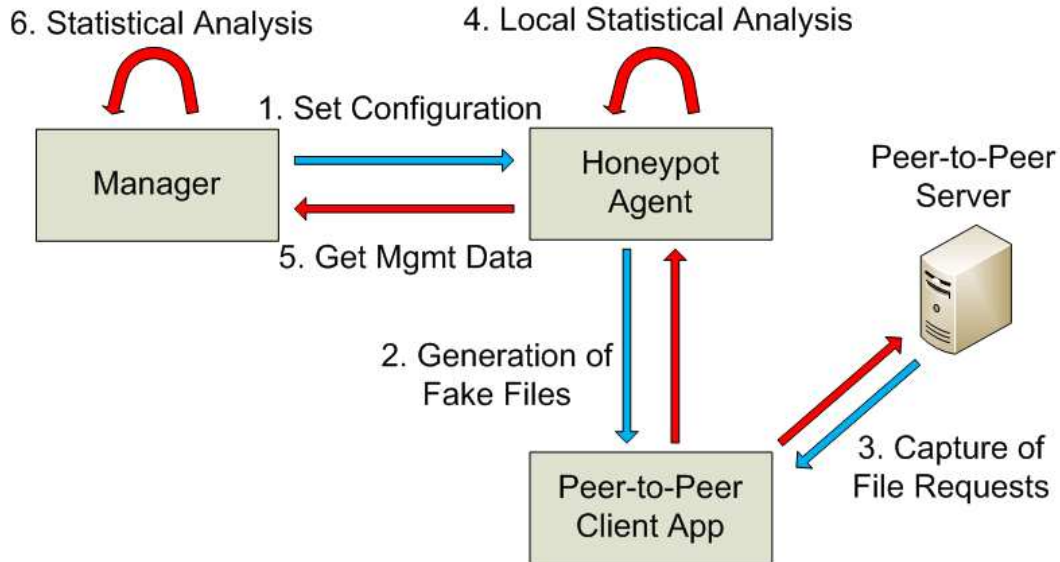 6. Statistical Analysis
4. Local Statistical Analysis
1. Set Configuration
Manager
Honeypot
Agent
Peer-to-Peer
Server
5. Get Mgmt Data
2. Generation of
Fake Files
3. Capture of
File Requests
Peer-to-Peer
Client App